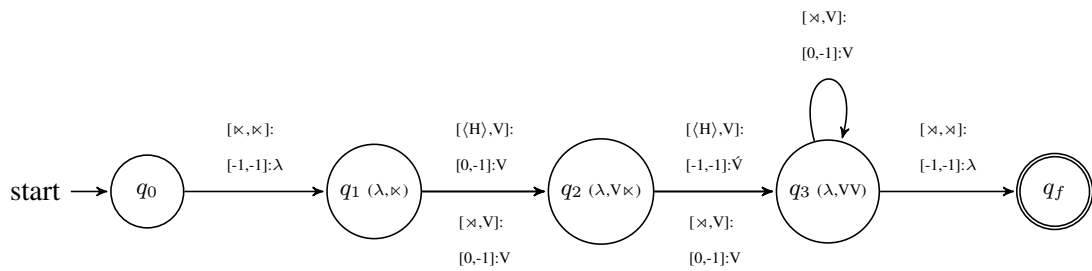 [⋊,V]:
[0,-1]:V
[⋉,⋉]:
[-1,-1]:λ
[⟨H⟩,V]:
[0,-1]:V
[⟨H⟩,V]:
[-1,-1]:V́
[⋊,⋊]:
[-1,-1]:λ
start
q0
q1 (λ,⋉)
q2 (λ,V⋉)
q3 (λ,VV)
qf
[⋊,V]:
[0,-1]:V
[⋊,V]:
[0,-1]:V